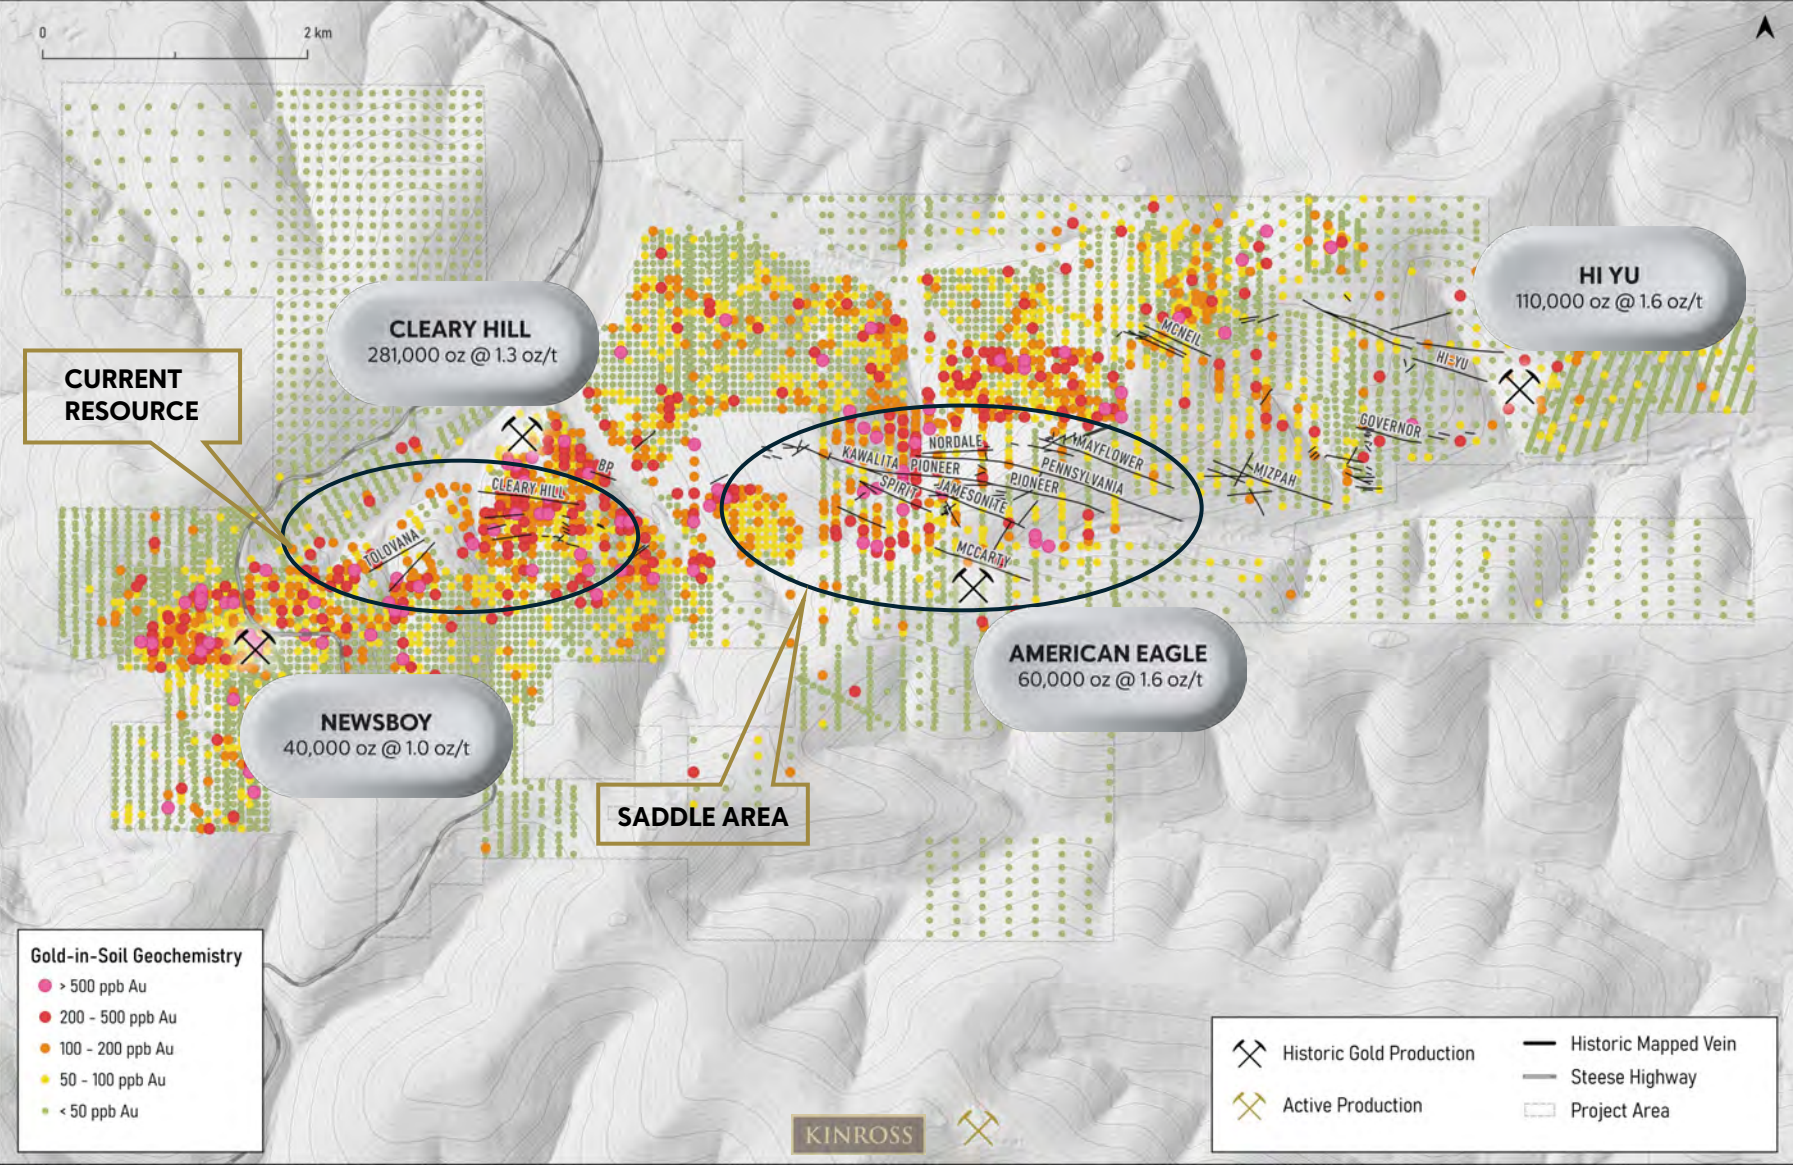 0 2 km
HI YU
110,000 oz @ 1.6 oz/t
CLEARY HILL
281,000 oz @ 1.3 oz/t
CURRENT
RESOURCE
MCNEIL
HI-YU
GOVERNOR
MIZPAH
NORDALE
MAYFLOWER
KAWALITA
PIONEER
PENNSYLVANIA
PIONEER
SPIRIT
JAMESONITE
MCCARTY
BP
CLEARY HILL
TOLOVANA
AMERICAN EAGLE
60,000 oz @ 1.6 oz/t
NEWSBOY
40,000 oz @ 1.0 oz/t
SADDLE AREA
Gold-in-Soil Geochemistry
> 500 ppb Au
200 - 500 ppb Au
100 - 200 ppb Au
50 - 100 ppb Au
< 50 ppb Au
KINROSS
Historic Gold Production
Active Production
Historic Mapped Vein
Steese Highway
Project Area